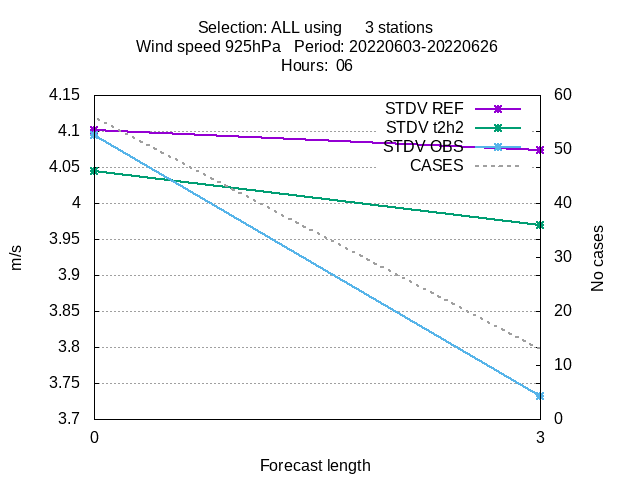 Selection: ALL using 3 stations
Wind speed 925hPa Period: 20220603-20220626
Hours: 06
4.15
4.1
4.05
4
3.95
3.9
3.85
3.8
3.75
3.7
60
50
40
30
20
10
0
STDV REF
STDV t2h2
STDV OBS
CASES
m/s
No cases
0
3
Forecast length